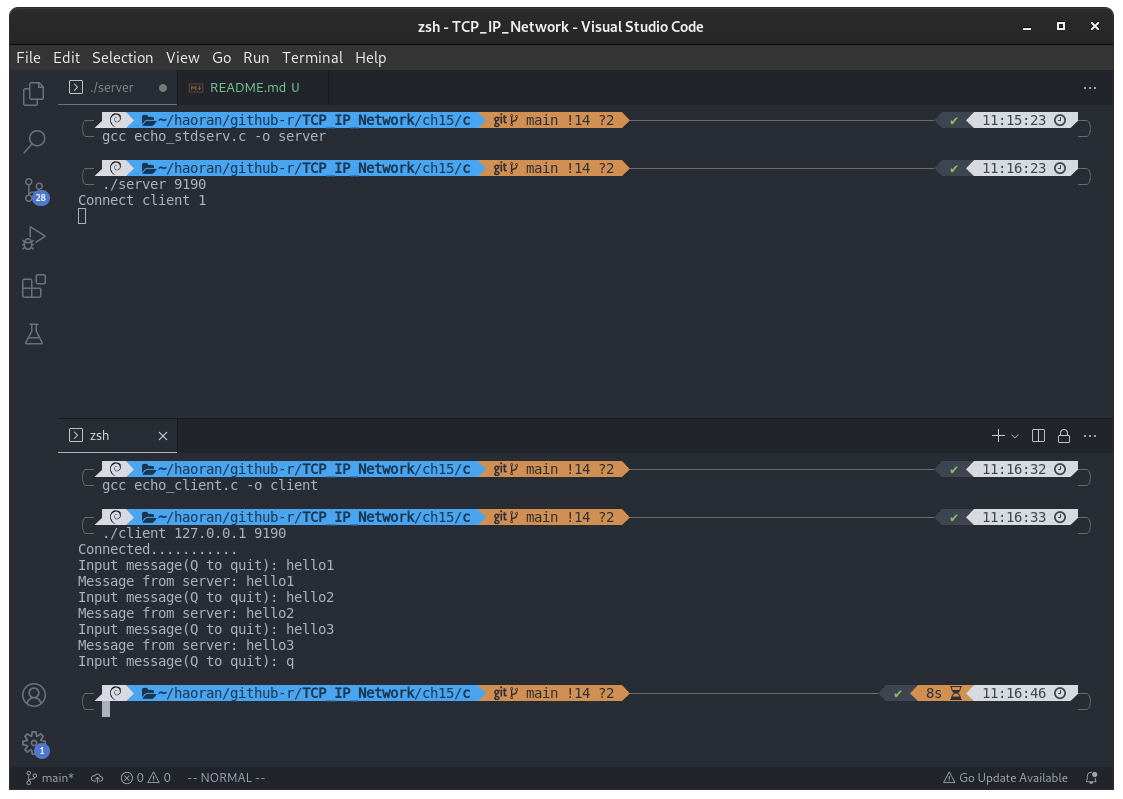 zsh - TCP_IP_Network - Visual Studio Code
File Edit Selection View Go Run Terminal Help
./server README.md U
~/haoran/github-r/TCP_IP_Network/ch15/c git main !14 ?2 ✔ 11:15:23
gcc echo_stdserv.c -o server
~/haoran/github-r/TCP_IP_Network/ch15/c git main !14 ?2 ✔ 11:16:23
./server 9190
Connect client 1
28
zsh
~/haoran/github-r/TCP_IP_Network/ch15/c git main !14 ?2 ✔ 11:16:32
gcc echo_client.c -o client
~/haoran/github-r/TCP_IP_Network/ch15/c git main !14 ?2 ✔ 11:16:33
./client 127.0.0.1 9190
Connected...........
Input message(Q to quit): hello1
Message from server: hello1
Input message(Q to quit): hello2
Message from server: hello2
Input message(Q to quit): hello3
Message from server: hello3
Input message(Q to quit): q
~/haoran/github-r/TCP_IP_Network/ch15/c git main !14 ?2 ✔ 8s 11:16:46
1
main* 0 0 -- NORMAL -- Go Update Available